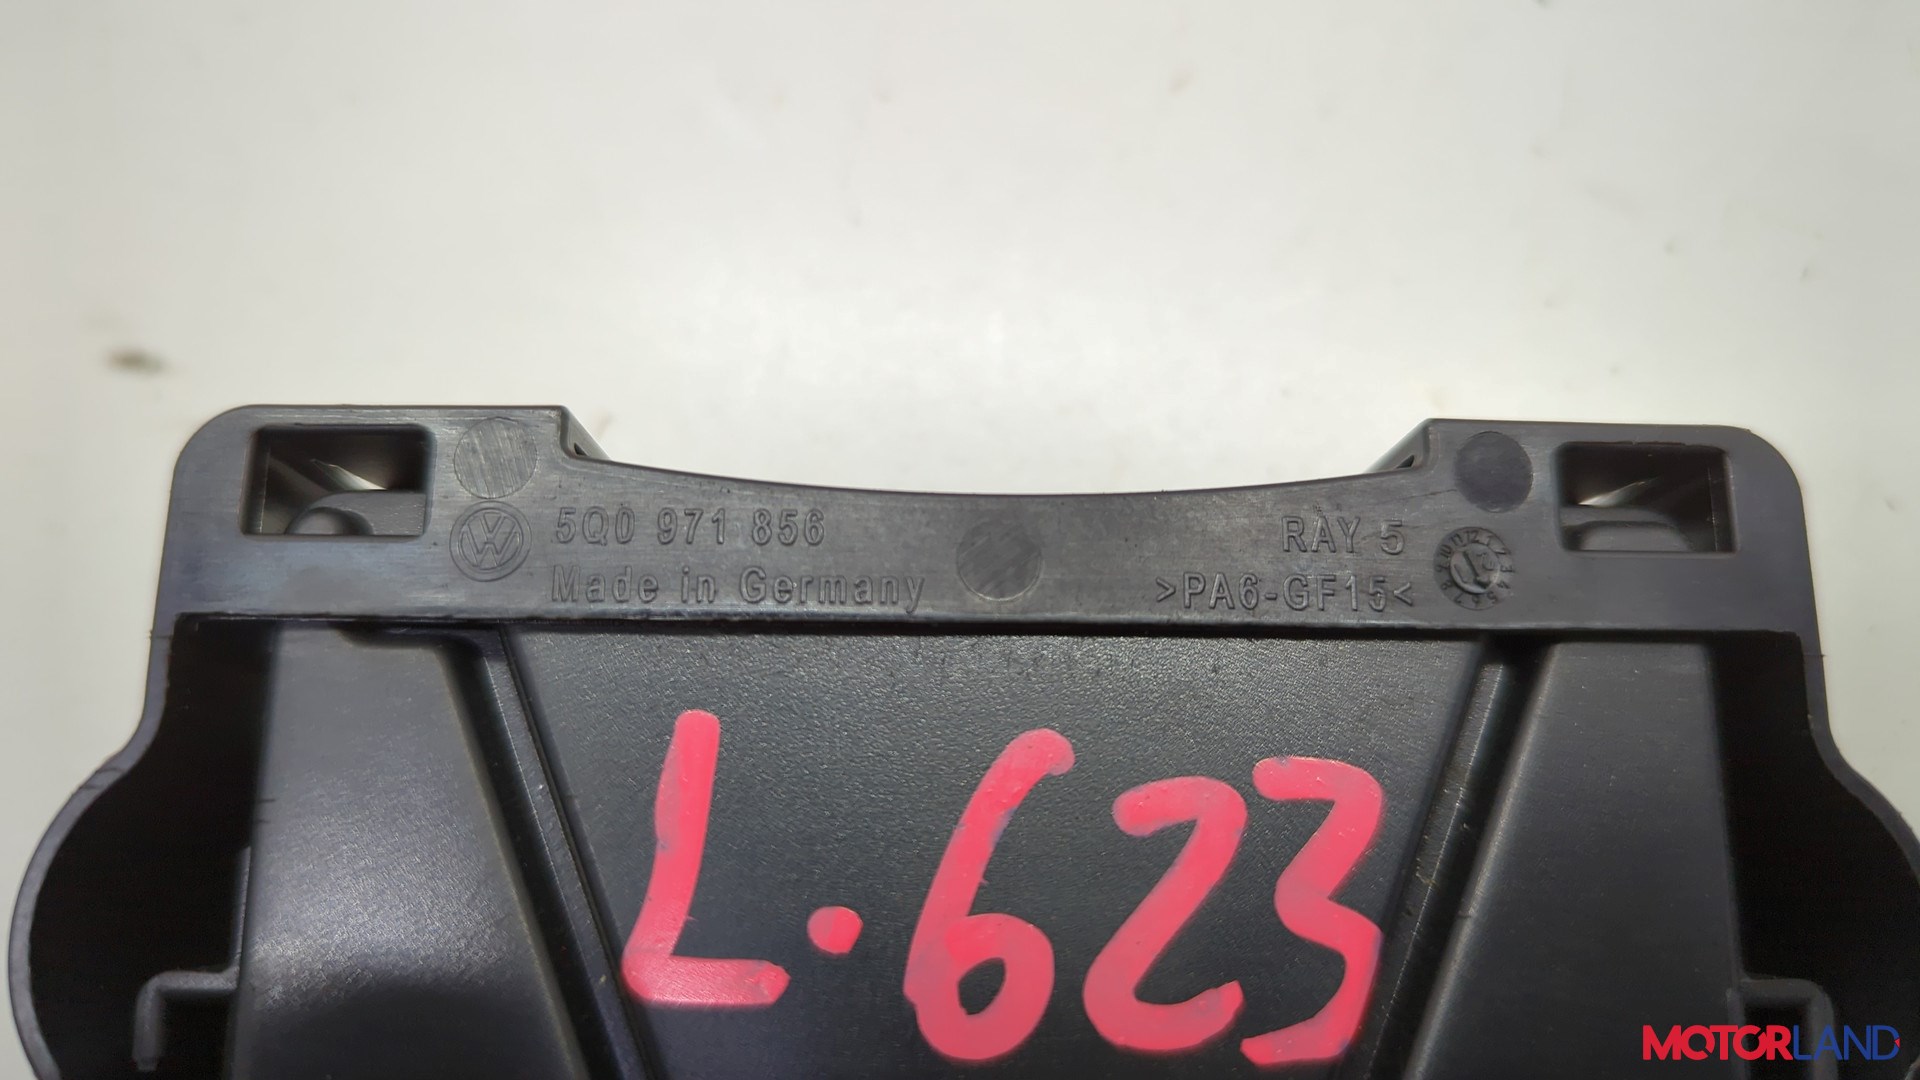 5Q0 971 856
Made in Germany
RAY 5
>PA6-GF15<
L.623
MOTORLAND